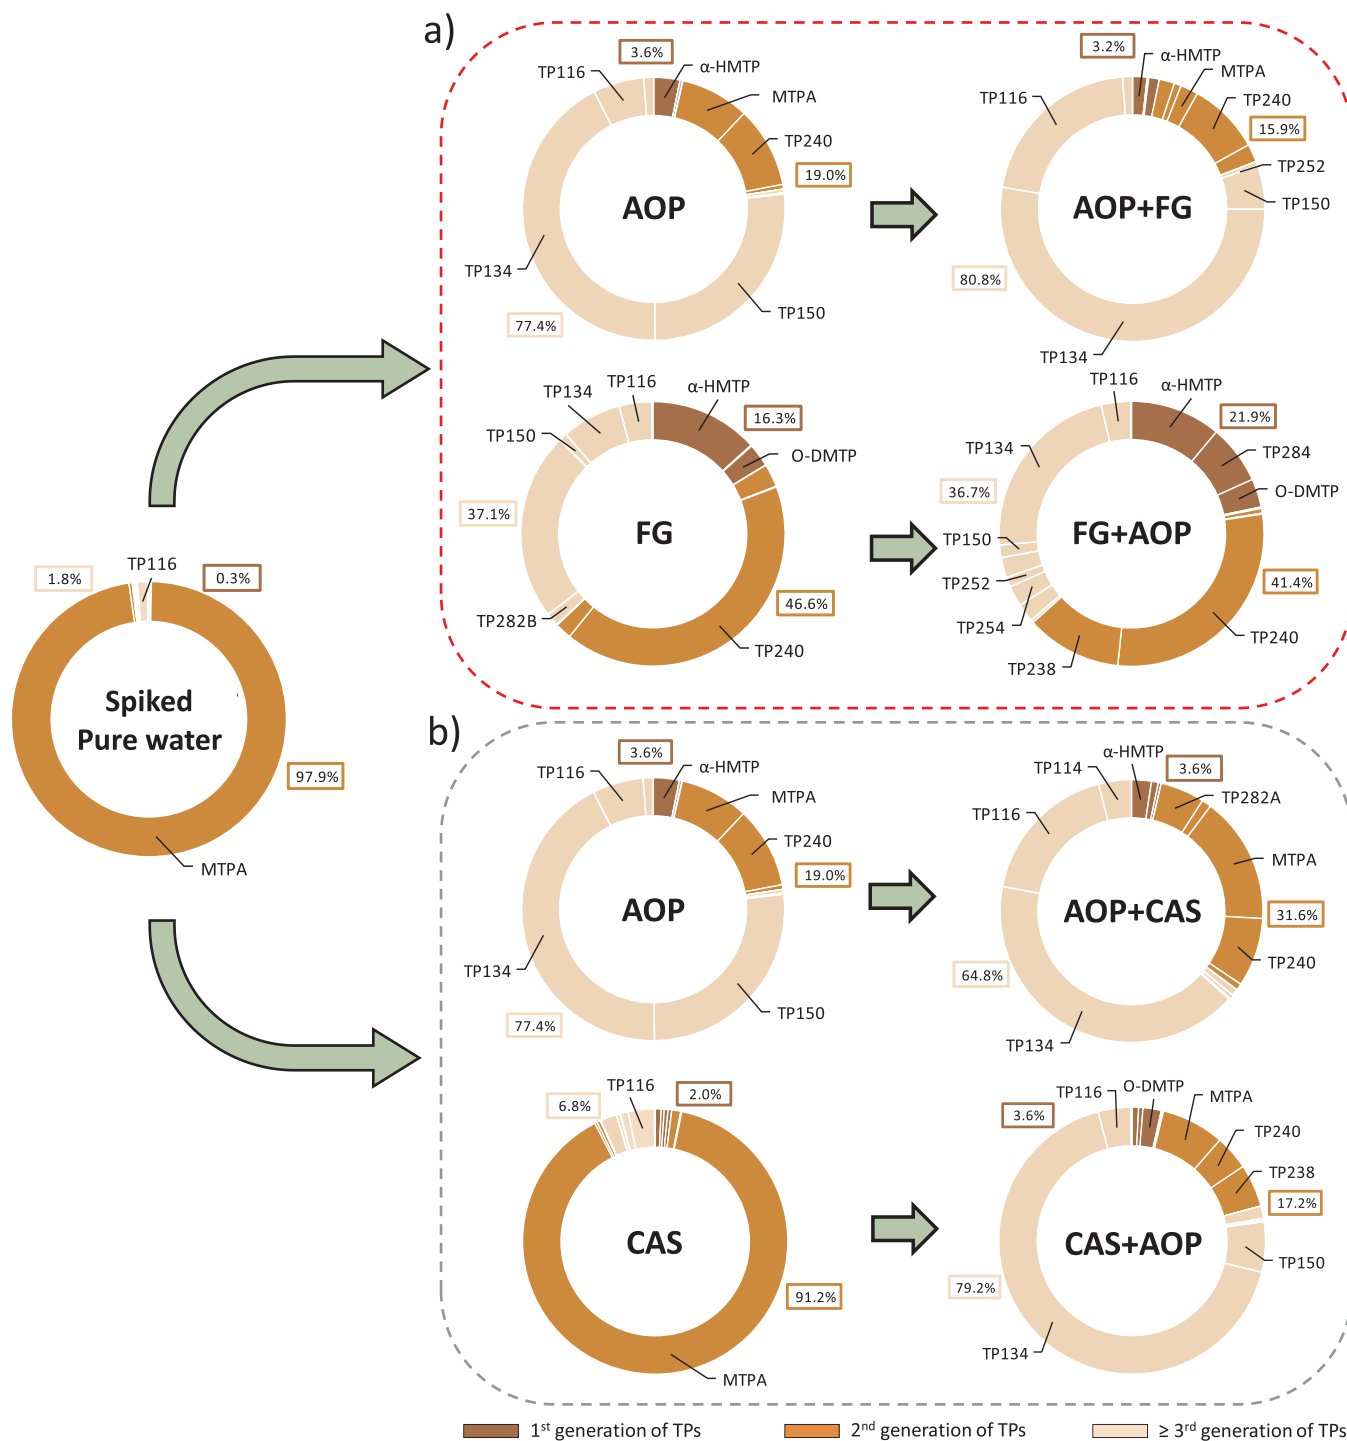 a)
3.6%
α-HMTP
TP116
MTPA
TP240
19.0%
AOP
TP134
77.4%
TP150
3.2%
α-HMTP
MTPA
TP116
TP240
15.9%
TP252
TP150
AOP+FG
80.8%
TP134
TP116
α-HMTP
TP134
16.3%
TP150
O-DMTP
37.1%
FG
46.6%
TP282B
TP240
TP116
α-HMTP
21.9%
TP134
TP284
36.7%
O-DMTP
TP150
FG+AOP
TP252
41.4%
TP254
TP240
TP238
TP116
1.8%
0.3%
Spiked
Pure water
97.9%
MTPA
b)
3.6%
α-HMTP
TP116
MTPA
TP240
19.0%
AOP
TP134
77.4%
TP150
α-HMTP
3.6%
TP114
TP282A
TP116
MTPA
AOP+CAS
31.6%
64.8%
TP240
TP134
TP116
6.8%
2.0%
CAS
91.2%
MTPA
3.6%
TP116
O-DMTP
MTPA
TP240
TP238
17.2%
CAS+AOP
TP150
79.2%
TP134
1st generation of TPs
2nd generation of TPs
≥ 3rd generation of TPs